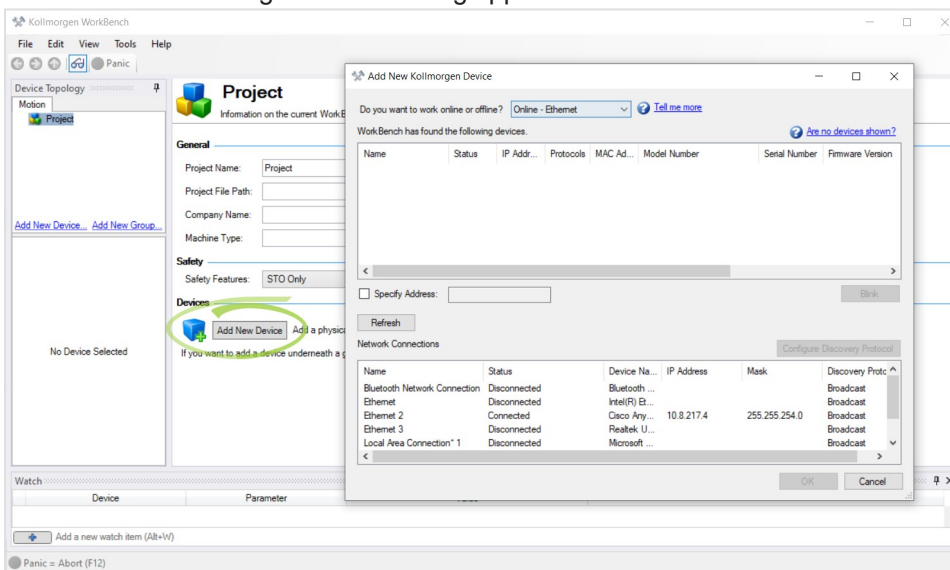 Kollmorgen WorkBench
File Edit View Tools Help
Panic
Device Topology
Motion
Project
Add New Device... Add New Group...
No Device Selected
Project
Information on the current WorkB
General
Project Name: Project
Project File Path:
Company Name:
Machine Type:
Safety
Safety Features: STO Only
Devices
Add New Device Add a physica
If you want to add a device underneath a g
Add New Kollmorgen Device
Do you want to work online or offline? Online - Ethernet Tell me more
WorkBench has found the following devices. Are no devices shown?
Name Status IP Addr... Protocols MAC Ad... Model Number Serial Number Firmware Version
Specify Address: Blink
Refresh
Network Connections Configure Discovery Protocol
Name Status Device Na... IP Address Mask Discovery Protc
Bluetooth Network Connection Disconnected Bluetooth ... Broadcast
Ethernet Disconnected Intel(R) Et... Broadcast
Ethernet 2 Connected Cisco Any... 10.8.217.4 255.255.254.0 Broadcast
Ethernet 3 Disconnected Realtek U... Broadcast
Local Area Connection* 1 Disconnected Microsoft ... Broadcast
OK Cancel
Watch
Device Parameter
Add a new watch item (Alt+W)
Panic = Abort (F12)